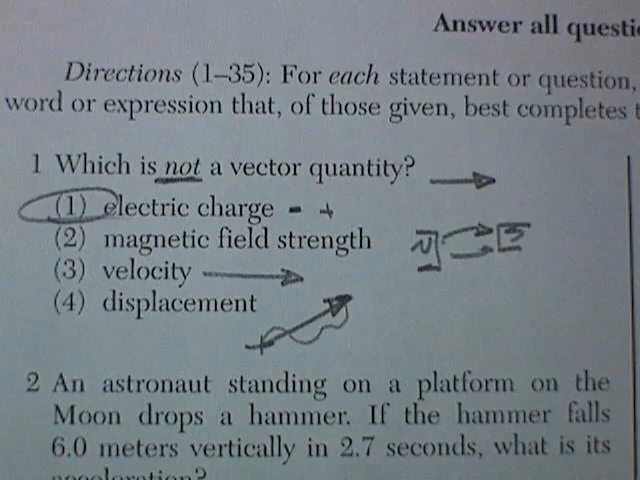 Answer all questi
Directions (1–35): For each statement or question,
word or expression that, of those given, best completes t
1 Which is not a vector quantity?
(1) electric charge - +
(2) magnetic field strength
(3) velocity
(4) displacement
2 An astronaut standing on a platform on the
Moon drops a hammer. If the hammer falls
6.0 meters vertically in 2.7 seconds, what is its
acceleration?